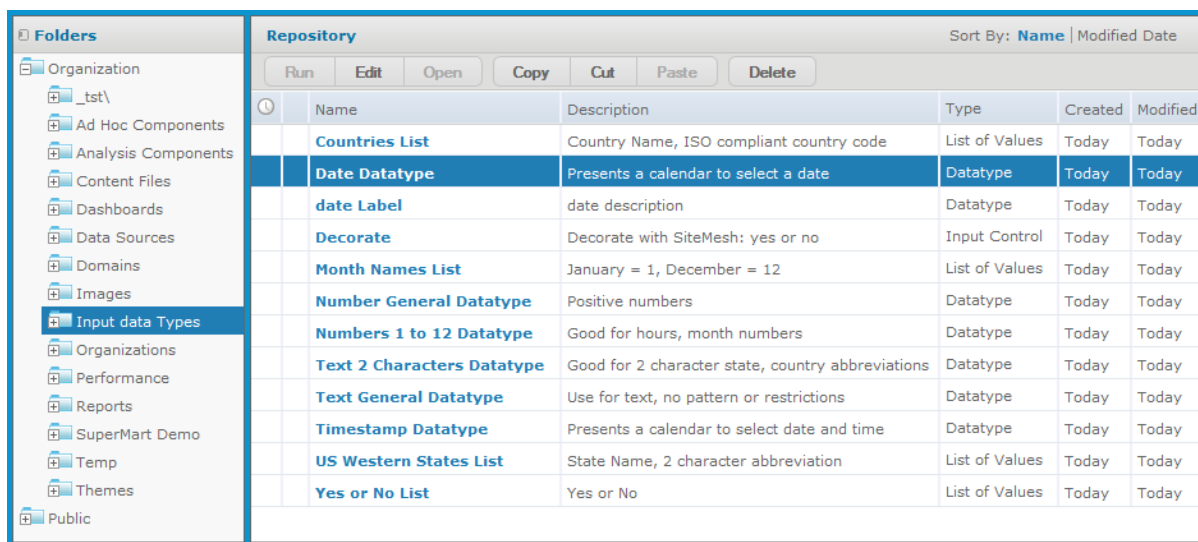 Folders
Organization
_tst\
Ad Hoc Components
Analysis Components
Content Files
Dashboards
Data Sources
Domains
Images
Input data Types
Organizations
Performance
Reports
SuperMart Demo
Temp
Themes
Public
Repository Sort By: Name | Modified Date
Run Edit Open Copy Cut Paste Delete
Name Description Type Created Modified
Countries List Country Name, ISO compliant country code List of Values Today Today
Date Datatype Presents a calendar to select a date Datatype Today Today
date Label date description Datatype Today Today
Decorate Decorate with SiteMesh: yes or no Input Control Today Today
Month Names List January = 1, December = 12 List of Values Today Today
Number General Datatype Positive numbers Datatype Today Today
Numbers 1 to 12 Datatype Good for hours, month numbers Datatype Today Today
Text 2 Characters Datatype Good for 2 character state, country abbreviations Datatype Today Today
Text General Datatype Use for text, no pattern or restrictions Datatype Today Today
Timestamp Datatype Presents a calendar to select date and time Datatype Today Today
US Western States List State Name, 2 character abbreviation List of Values Today Today
Yes or No List Yes or No List of Values Today Today